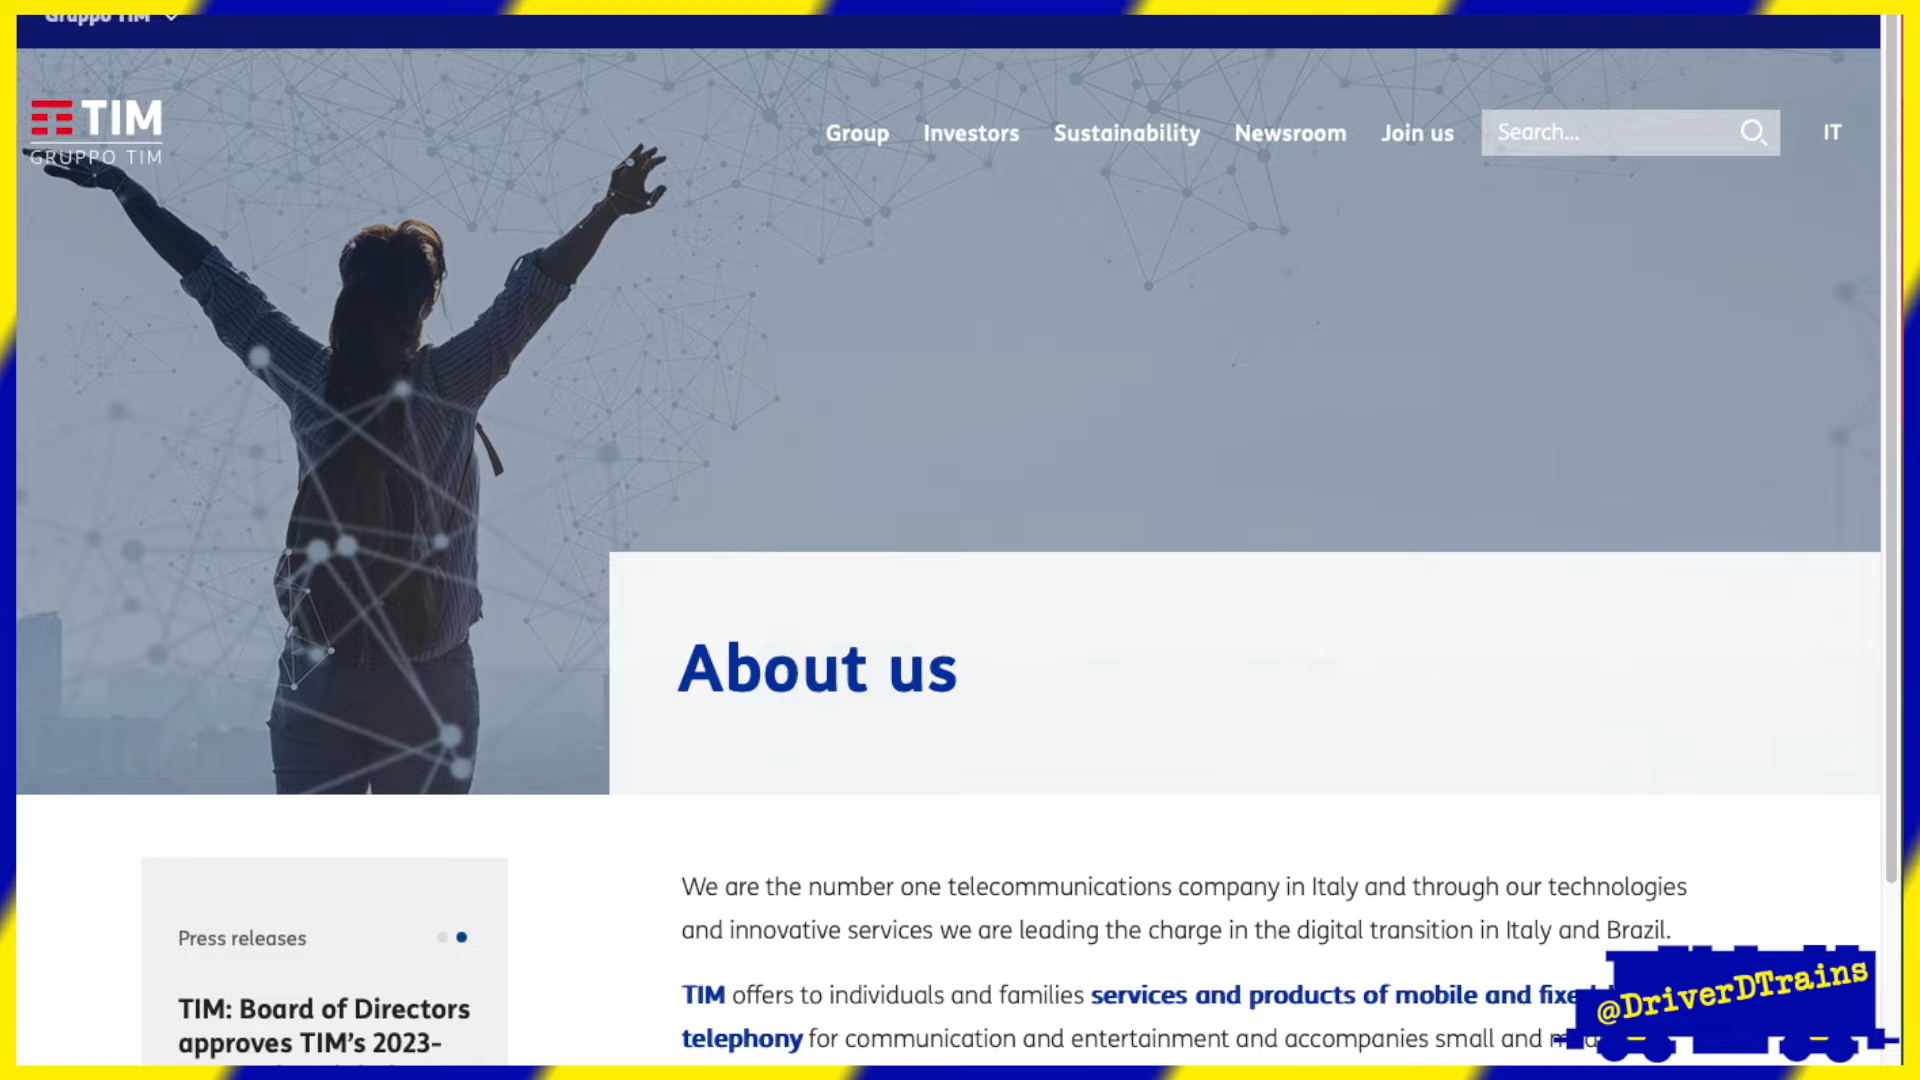 Gruppo TIM
TIM
GRUPPO TIM
Group
Investors
Sustainability
Newsroom
Join us
Search...
IT
About us
We are the number one telecommunications company in Italy and through our technologies
and innovative services we are leading the charge in the digital transition in Italy and Brazil.
TIM offers to individuals and families services and products of mobile and
telephony for communication and entertainment and accompanies small and
Press releases
TIM: Board of Directors
approves TIM's 2023-
@DriverDTrains